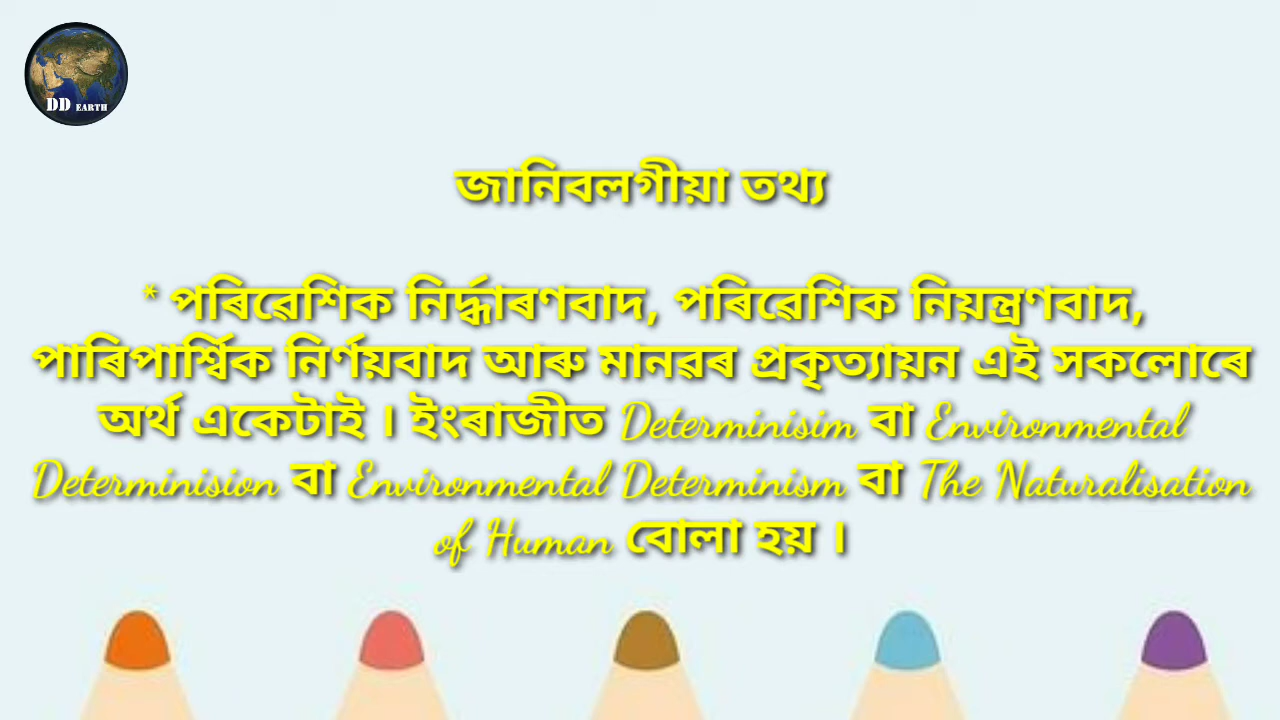 DD EARTH
জানিবলগীয়া তথ্য
* পৰিৱেশিক নিৰ্দ্ধাৰণবাদ, পৰিৱেশিক নিয়ন্ত্ৰণবাদ,
পাৰিপাৰ্শ্বিক নিৰ্ণয়বাদ আৰু মানৱৰ প্ৰকৃত্যায়ন এই সকলোৰে
অৰ্থ একেটাই । ইংৰাজীত Determinisim বা Environmental
Determinision বা Environmental Determinism বা The Naturalisation
of Human বোলা হয় ।